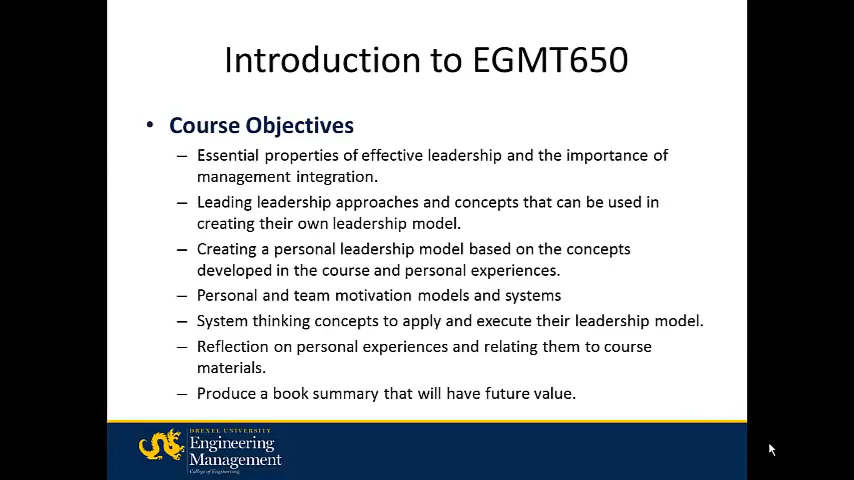 Introduction to EGMT650
• Course Objectives
– Essential properties of effective leadership and the importance of
management integration.
– Leading leadership approaches and concepts that can be used in
creating their own leadership model.
– Creating a personal leadership model based on the concepts
developed in the course and personal experiences.
– Personal and team motivation models and systems
– System thinking concepts to apply and execute their leadership model.
– Reflection on personal experiences and relating them to course
materials.
– Produce a book summary that will have future value.
DREXEL UNIVERSITY
Engineering
Management
College of Engineering